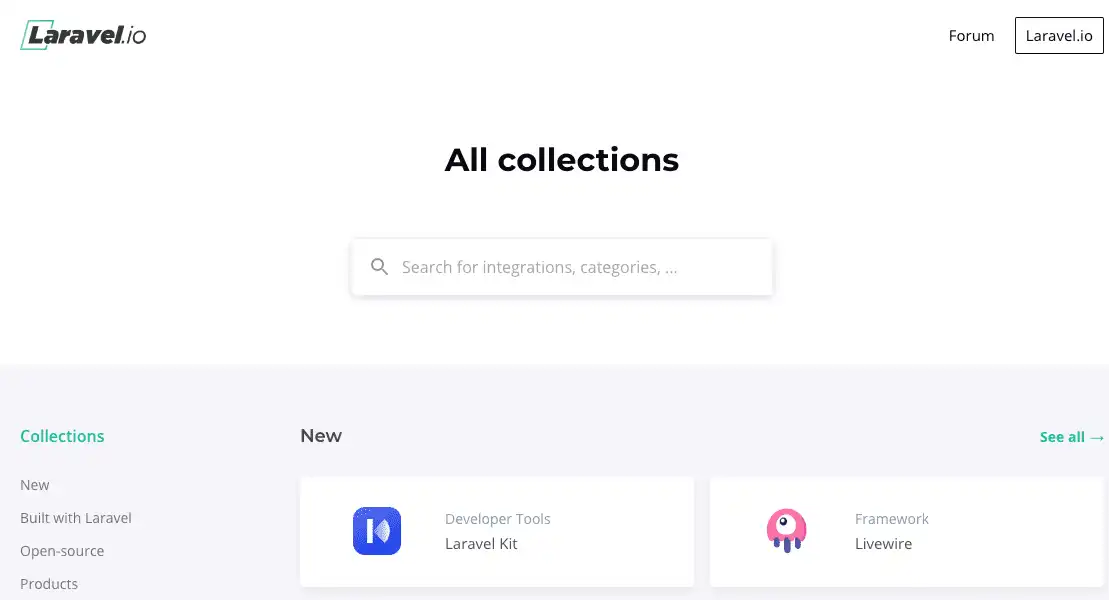 Laravel.io
Forum
Laravel.io
All collections
Search for integrations, categories, ...
Collections
New
Built with Laravel
Open-source
Products
New
See all →
Developer Tools
Laravel Kit
Framework
Livewire